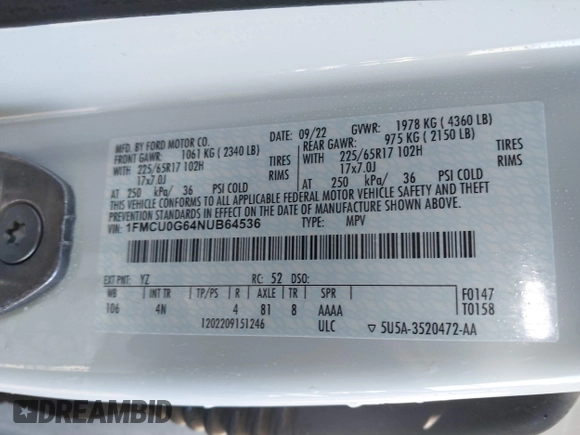 MFD. BY FORD MOTOR CO.
DATE: 09/22 GVWR: 1978 KG ( 4360 LB)
FRONT GAWR: 1061 KG ( 2340 LB) REAR GAWR: 975 KG ( 2150 LB)
WITH 225/65R17 102H TIRES WITH 225/65R17 102H TIRES
17x7.0J RIMS 17x7.0J RIMS
AT 250 kPa/ 36 PSI COLD AT 250 kPa/ 36 PSI COLD
THIS VEHICLE CONFORMS TO ALL APPLICABLE FEDERAL MOTOR VEHICLE SAFETY AND THEFT
PREVENTION STANDARDS IN EFFECT ON THE DATE OF MANUFACTURE SHOWN ABOVE.
VIN: 1FMCU0G64NUB64536 TYPE: MPV
EXT PNT: YZ RC: 52 DSO:
WB INT TR TP/PS R AXLE TR SPR F0147
106 4N 4 81 8 AAAA T0158
1202209151246 ULC ▽ 5U5A-3520472-AA
DREAMBID